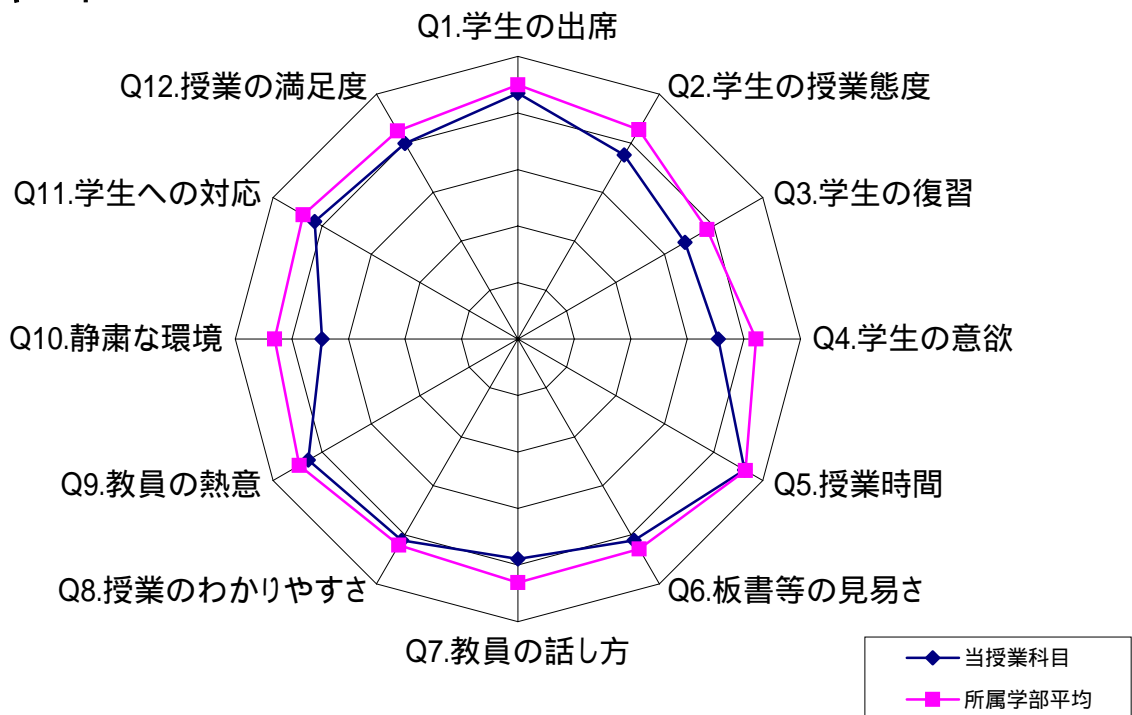 Q1.学生の出席
Q2.学生の授業態度
Q3.学生の復習
Q4.学生の意欲
Q5.授業時間
Q6.板書等の見易さ
Q7.教員の話し方
Q8.授業のわかりやすさ
Q9.教員の熱意
Q10.静粛な環境
Q11.学生への対応
Q12.授業の満足度
当授業科目
所属学部平均